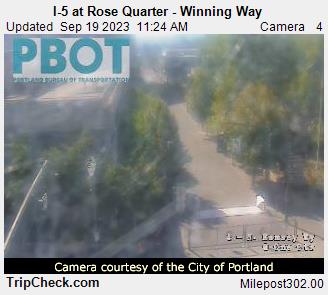 I-5 at Rose Quarter - Winning Way
Updated Sep 19 2023 11:24 AM Camera 4
PBOT
PORTLAND BUREAU OF TRANSPORTATION
Camera courtesy of the City of Portland
TripCheck.com Milepost302.00